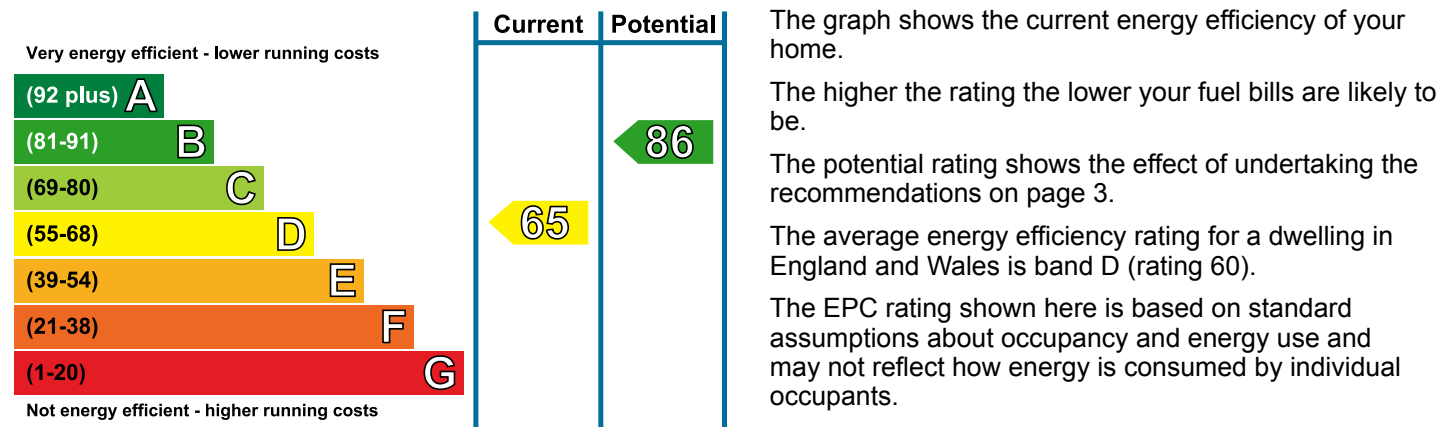 Current Potential
Very energy efficient - lower running costs
(92 plus) A
(81-91) B
86
(69-80) C
(55-68) D
65
(39-54) E
(21-38) F
(1-20) G
Not energy efficient - higher running costs
The graph shows the current energy efficiency of your
home.
The higher the rating the lower your fuel bills are likely to
be.
The potential rating shows the effect of undertaking the
recommendations on page 3.
The average energy efficiency rating for a dwelling in
England and Wales is band D (rating 60).
The EPC rating shown here is based on standard
assumptions about occupancy and energy use and
may not reflect how energy is consumed by individual
occupants.